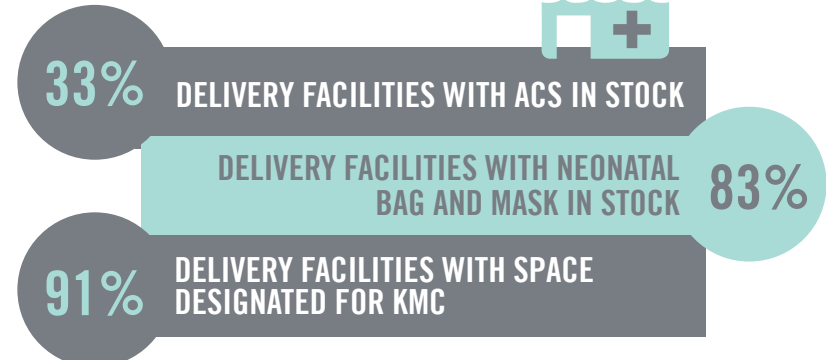 33%
DELIVERY FACILITIES WITH ACS IN STOCK
DELIVERY FACILITIES WITH NEONATAL
BAG AND MASK IN STOCK
83%
91%
DELIVERY FACILITIES WITH SPACE
DESIGNATED FOR KMC